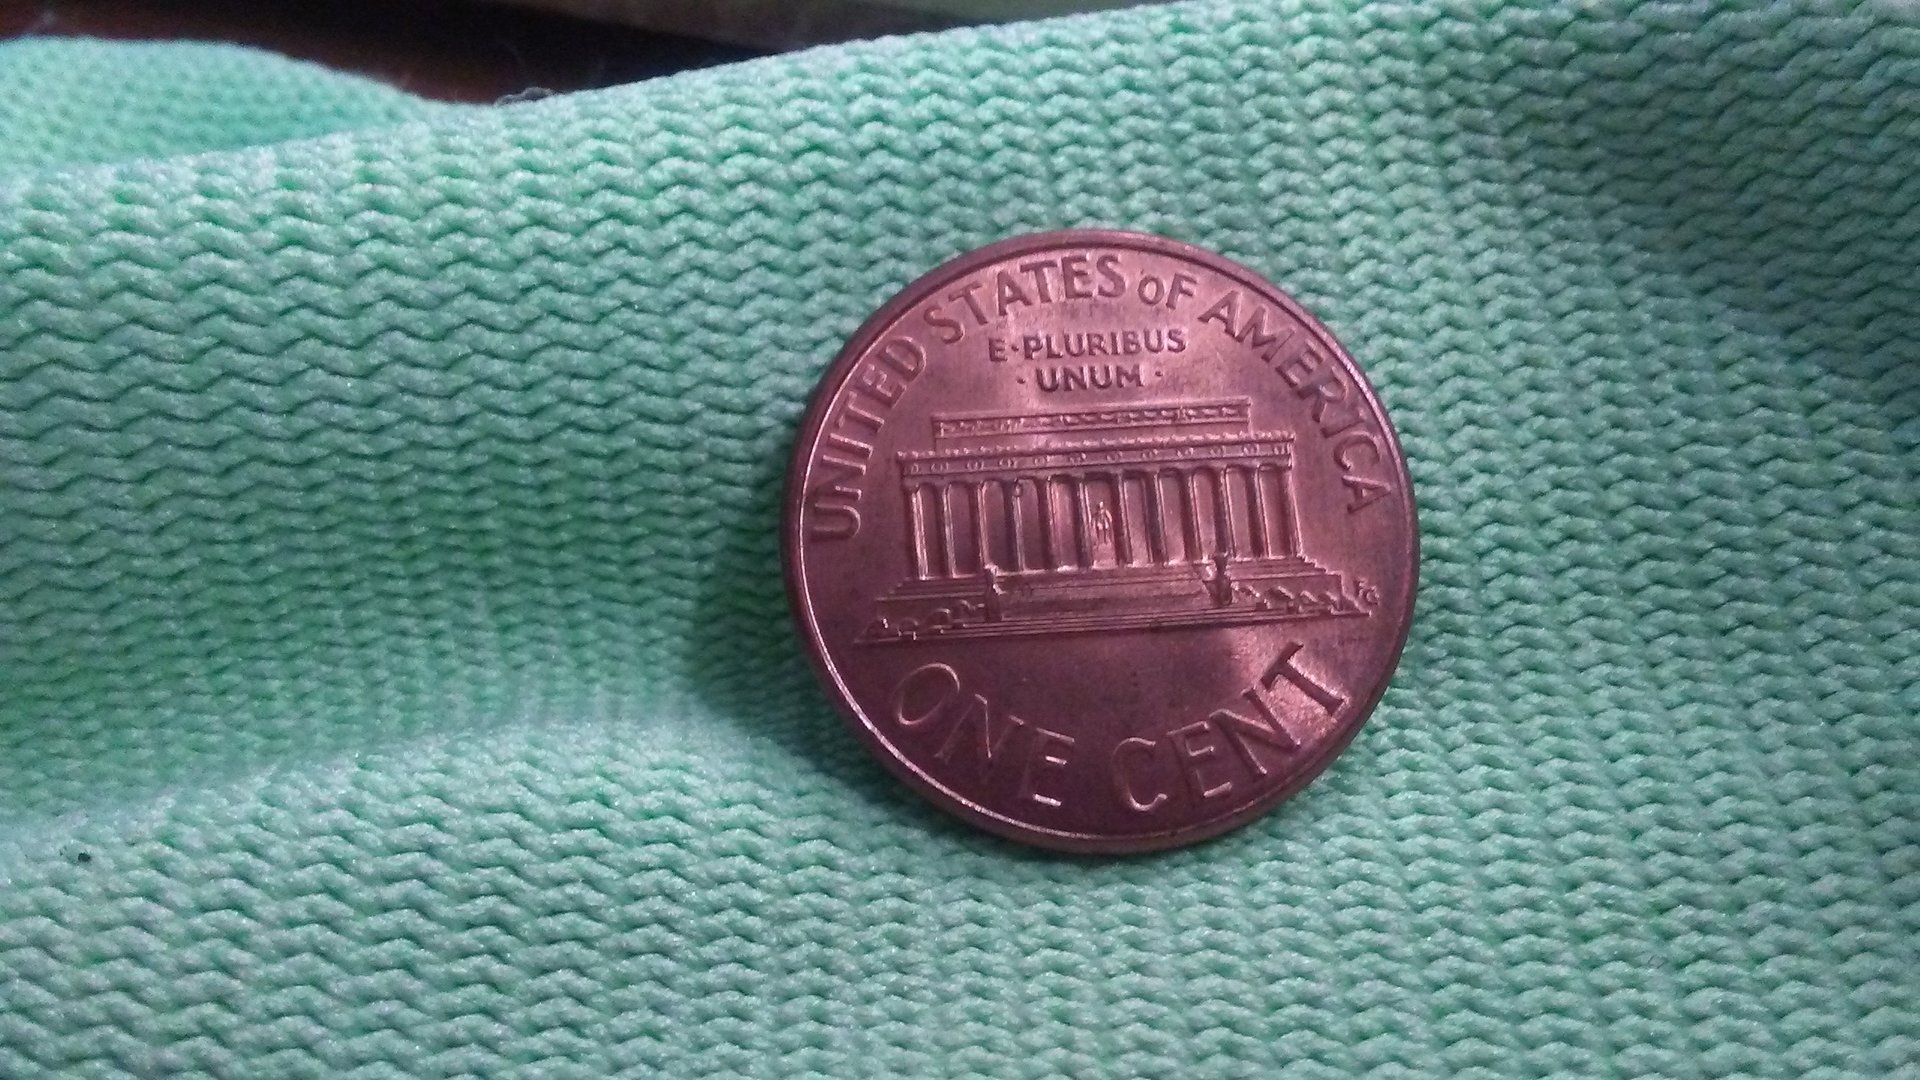 UNITED STATES oF AMERICA
E·PLURIBUS
·UNUM·
FG
ONE CENT